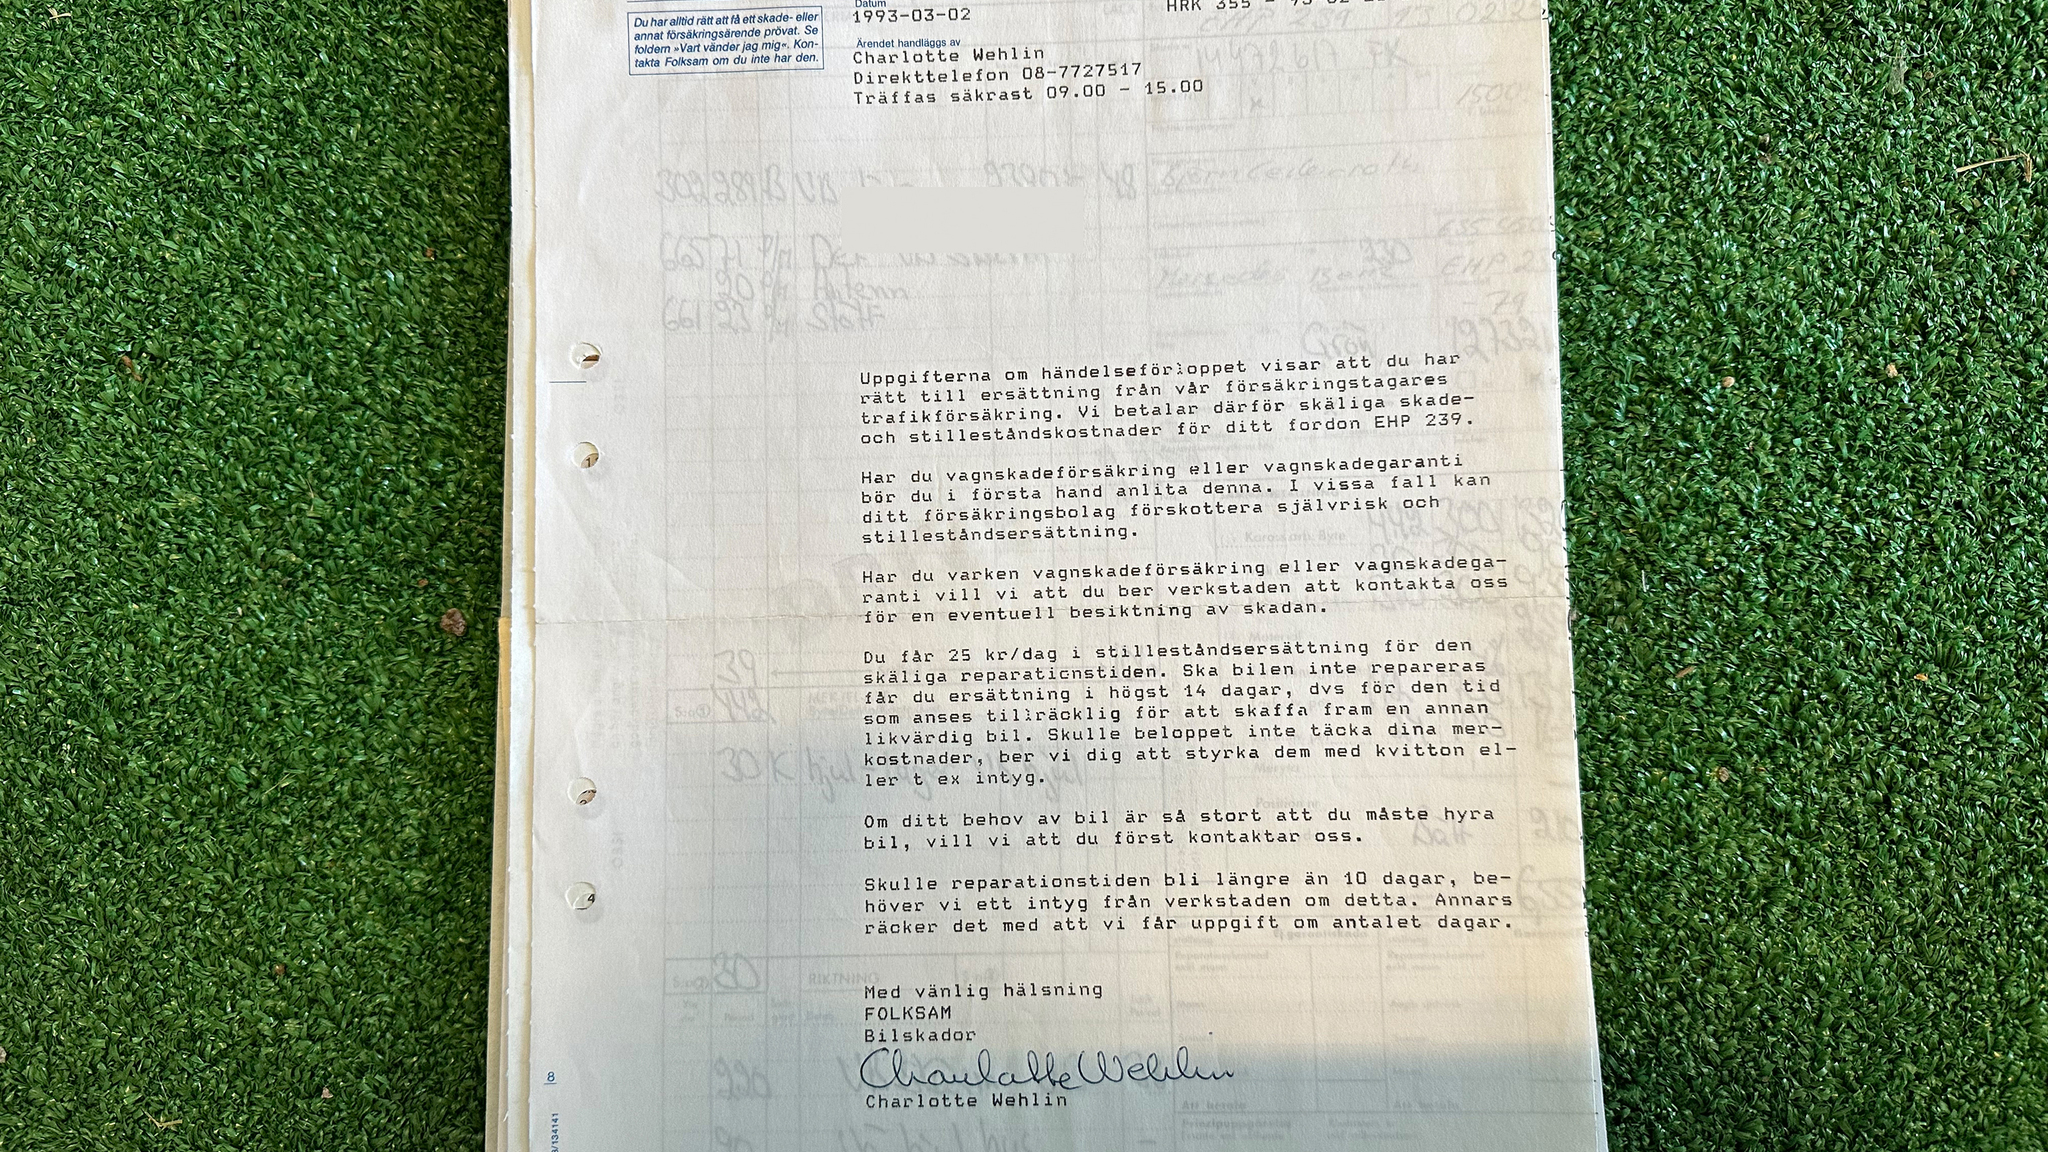 Du har alltid rätt att få ett skade- eller
annat försäkringsärende prövat. Se
foldern »Vart vänder jag mig«. Kon-
takta Folksam om du inte har den.
Datum
1993-03-02
HRK 355 -
Ärendet handläggs av
Charlotte Wehlin
Direkttelefon 08-7727517
Träffas säkrast 09.00 - 15.00
Uppgifterna om händelseförloppet visar att du har
rätt till ersättning från vår försäkringstagares
trafikförsäkring. Vi betalar därför skäliga skade-
och stilleståndskostnader för ditt fordon EHP 239.
Har du vagnskadeförsäkring eller vagnskadegaranti
bör du i första hand anlita denna. I vissa fall kan
ditt försäkringsbolag förskottera självrisk och
stilleståndsersättning.
Har du varken vagnskadeförsäkring eller vagnskadega-
ranti vill vi att du ber verkstaden att kontakta oss
för en eventuell besiktning av skadan.
Du får 25 kr/dag i stilleståndsersättning för den
skäliga reparationstiden. Ska bilen inte repareras
får du ersättning i högst 14 dagar, dvs för den tid
som anses tillräcklig för att skaffa fram en annan
likvärdig bil. Skulle beloppet inte täcka dina mer-
kostnader, ber vi dig att styrka dem med kvitton el-
ler t ex intyg.
Om ditt behov av bil är så stort att du måste hyra
bil, vill vi att du först kontaktar oss.
Skulle reparationstiden bli längre än 10 dagar, be-
höver vi ett intyg från verkstaden om detta. Annars
räcker det med att vi får uppgift om antalet dagar.
Med vänlig hälsning
FOLKSAM
Bilskador
Charlotte Wehlin
Charlotte Wehlin
8
134141